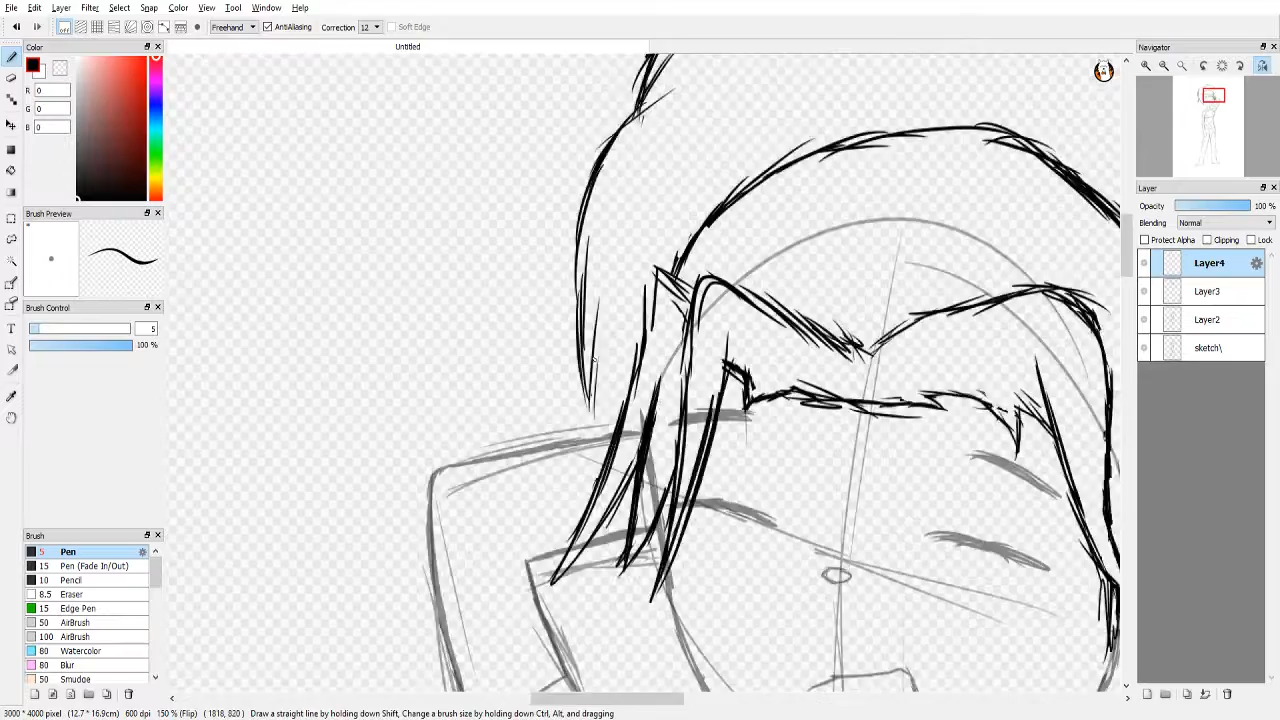 File Edit Layer Filter Select Snap Color View Tool Window Help
off Freehand AntiAliasing Correction 12 Soft Edge
Color
Untitled
Navigator
R 0
G 0
B 0
Layer
Opacity 100 %
Brush Preview
Blending Normal
Protect Alpha Clipping Lock
Layer4
Layer3
Brush Control
Layer2
5
100 %
sketch\
Brush
5 Pen
15 Pen (Fade In/Out)
10 Pencil
8.5 Eraser
15 Edge Pen
50 AirBrush
100 AirBrush
80 Watercolor
80 Blur
50 Smudge
3000 * 4000 pixel (12.7 * 16.9cm) 600 dpi 150 % (Flip) ( 1818, 820 ) Draw a straight line by holding down Shift, Change a brush size by holding down Ctrl, Alt, and dragging